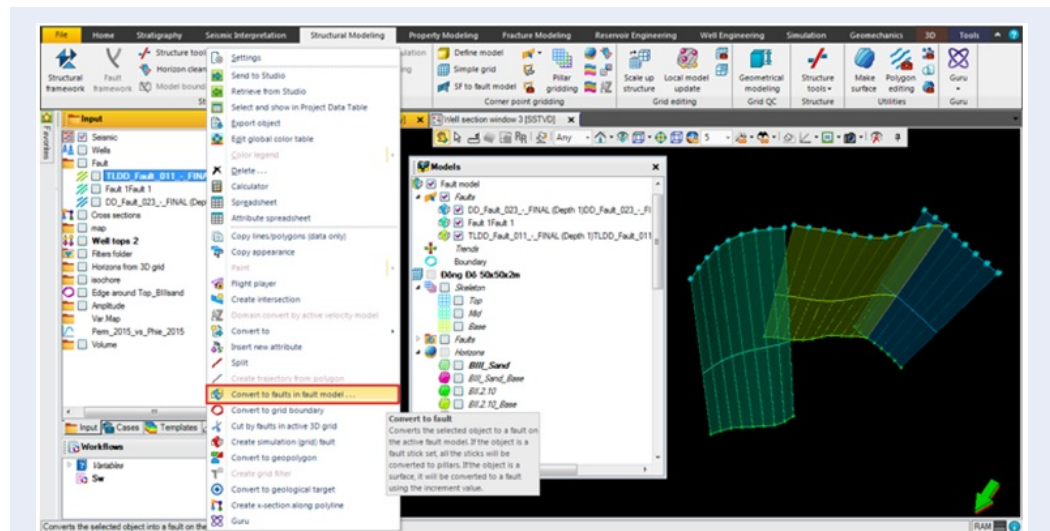 File Home Stratigraphy Seismic Interpretation Structural Modeling Property Modeling Fracture Modeling Reservoir Engineering Well Engineering Simulation Geomechanics 3D Tools
Structural framework
Fault framework
Structure tool
Horizon clean
Model bound
Define model
Simple grid
SF to fault model
Pillar gridding
Corner point gridding
Scale up structure
Local model update
Grid editing
Geometrical modeling
Grid QC
Structure tools
Structure
Make surface
Polygon editing
Utilities
Guru
Guru
Favorites
Input
Seismic
Wells
Fault
TLDD_Fault_011_-_FINA
Fault 1Fault 1
DD_Fault_023_-_FINAL (Dep
Cross sections
map
Well tops 2
Filters folder
Horizons from 3D grid
isochore
Edge around Top_BIIIsand
Amplitude
Var.Map
Perm_2015_vs_Phie_2015
Volume
Input Cases Templates
Workflows
Variables
Sw
Converts the selected object into a fault on the
Settings
Send to Studio
Retrieve from Studio
Select and show in Project Data Table
Export object
Edit global color table
Color legend
Delete ...
Calculator
Spreadsheet
Attribute spreadsheet
Copy lines/polygons (data only)
Copy appearance
Paint
Flight player
Create intersection
Domain convert by active velocity model
Convert to
Insert new attribute
Split
Create trajectory from polygon
Convert to faults in fault model ...
Convert to grid boundary
Cut by faults in active 3D grid
Create simulation (grid) fault
Convert to geopolygon
Create grid filter
Convert to geological target
Create x-section along polyline
Guru
Well section window 3 [SSTVD]
Any
5
Models
Fault model
Faults
DD_Fault_023_-_FINAL (Depth 1)DD_Fault_023_-_FI
Fault 1Fault 1
TLDD_Fault_011_-_FINAL (Depth 1)TLDD_Fault_011
Trends
Boundary
Đông Đô 50x50x2m
Skeleton
Top
Mid
Base
Faults
Horizons
BIII_Sand
BIII_Sand_Base
BII.2.10
BII.2.10_Base
Convert to fault
Converts the selected object to a fault on
the active fault model. If the object is a
fault stick set, all the sticks will be
converted to pillars. If the object is a
surface, it will be converted to a fault
using the increment value.
RAM